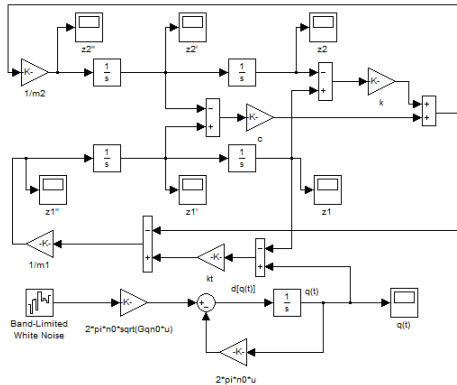 z2" z2' z2
-K- 1/s 1/s -K-
1/m2 k
-K-
c
1/s 1/s
z1" z1' z1
-K- -K-
1/m1 kt
d[q(t)] q(t)
-K- 1/s
Band-Limited
White Noise
2*pi*n0*sqrt(Gqn0*u) q(t)
-K-
2*pi*n0*u